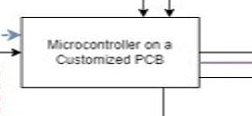 Microcontroller on a
Customized PCB